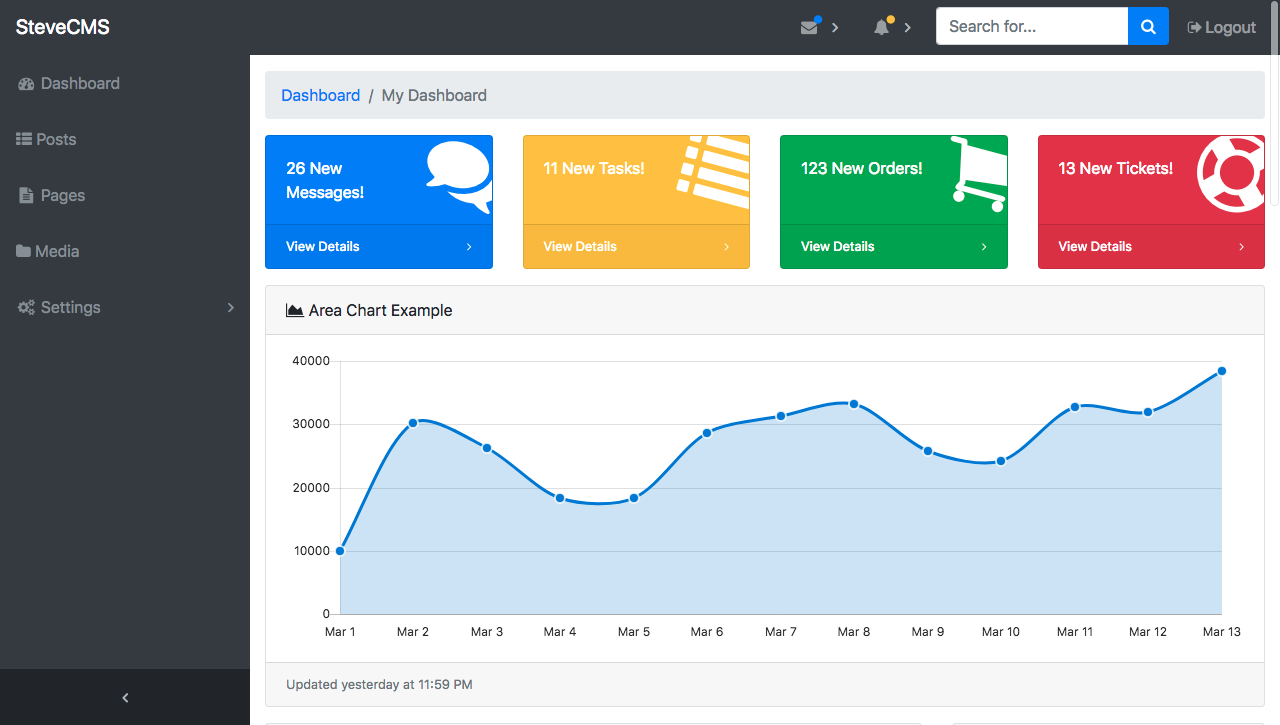 SteveCMS
Search for...
Logout
Dashboard
Posts
Pages
Media
Settings
Dashboard / My Dashboard
26 New
Messages!
View Details
11 New Tasks!
View Details
123 New Orders!
View Details
13 New Tickets!
View Details
Area Chart Example
40000
30000
20000
10000
0
Mar 1 Mar 2 Mar 3 Mar 4 Mar 5 Mar 6 Mar 7 Mar 8 Mar 9 Mar 10 Mar 11 Mar 12 Mar 13
Updated yesterday at 11:59 PM